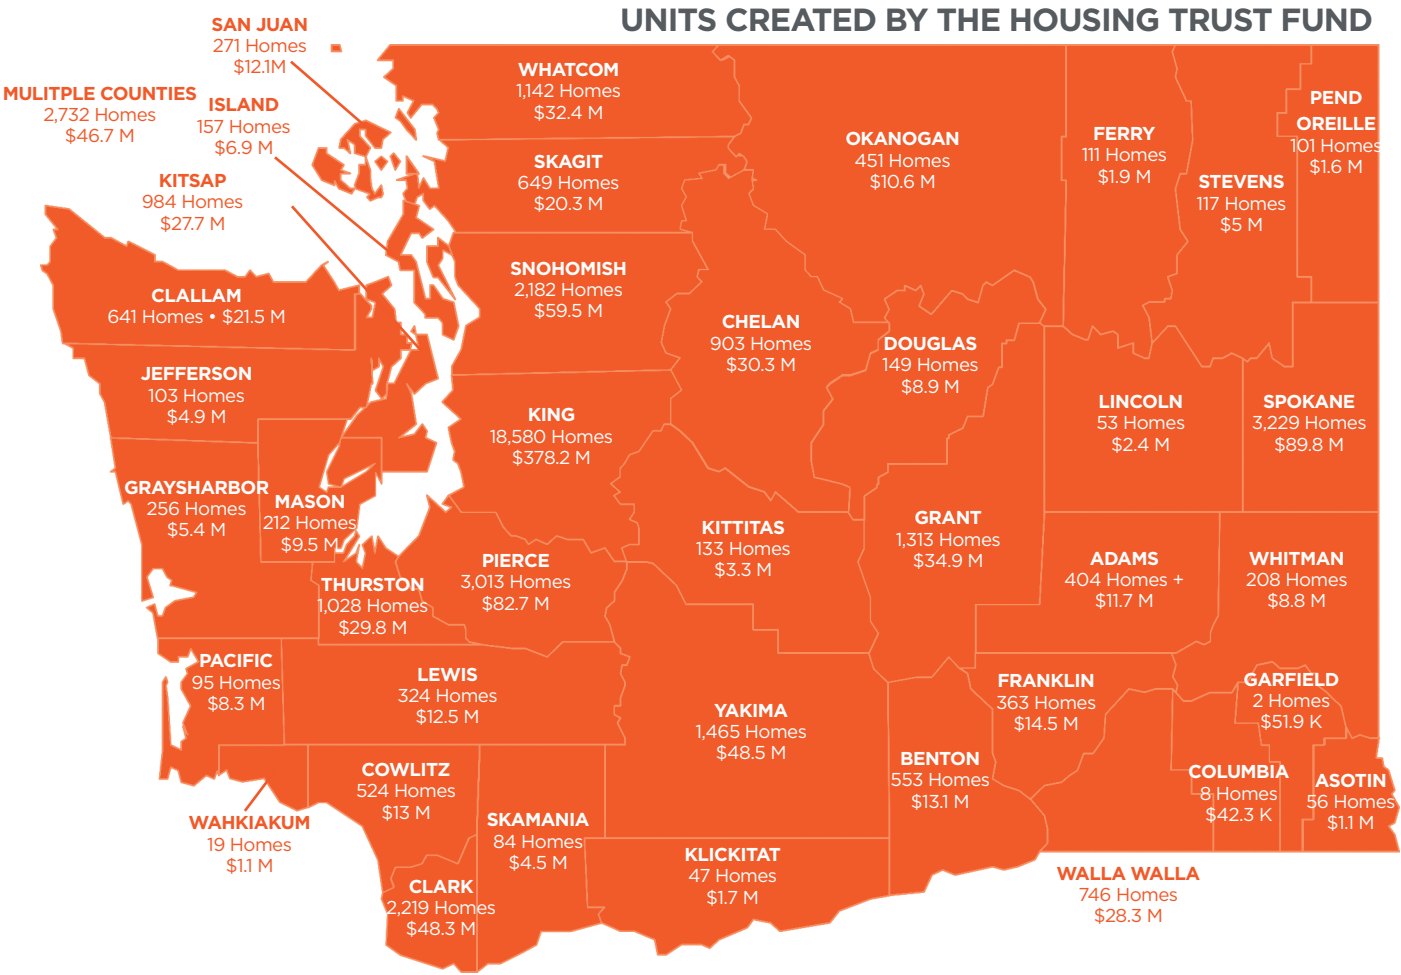 UNITS CREATED BY THE HOUSING TRUST FUND
SAN JUAN
271 Homes
$12.1M
MULITPLE COUNTIES
2,732 Homes
$46.7 M
ISLAND
157 Homes
$6.9 M
KITSAP
984 Homes
$27.7 M
WHATCOM
1,142 Homes
$32.4 M
SKAGIT
649 Homes
$20.3 M
SNOHOMISH
2,182 Homes
$59.5 M
OKANOGAN
451 Homes
$10.6 M
FERRY
111 Homes
$1.9 M
STEVENS
117 Homes
$5 M
PEND
OREILLE
101 Homes
$1.6 M
CLALLAM
641 Homes • $21.5 M
JEFFERSON
103 Homes
$4.9 M
KING
18,580 Homes
$378.2 M
CHELAN
903 Homes
$30.3 M
DOUGLAS
149 Homes
$8.9 M
LINCOLN
53 Homes
$2.4 M
SPOKANE
3,229 Homes
$89.8 M
GRAYSHARBOR
256 Homes
$5.4 M
MASON
212 Homes
$9.5 M
THURSTON
1,028 Homes
$29.8 M
PIERCE
3,013 Homes
$82.7 M
KITTITAS
133 Homes
$3.3 M
GRANT
1,313 Homes
$34.9 M
ADAMS
404 Homes +
$11.7 M
WHITMAN
208 Homes
$8.8 M
PACIFIC
95 Homes
$8.3 M
LEWIS
324 Homes
$12.5 M
YAKIMA
1,465 Homes
$48.5 M
FRANKLIN
363 Homes
$14.5 M
GARFIELD
2 Homes
$51.9 K
BENTON
553 Homes
$13.1 M
COLUMBIA
8 Homes
$42.3 K
ASOTIN
56 Homes
$1.1 M
WAHKIAKUM
19 Homes
$1.1 M
COWLITZ
524 Homes
$13 M
SKAMANIA
84 Homes
$4.5 M
CLARK
2,219 Homes
$48.3 M
KLICKITAT
47 Homes
$1.7 M
WALLA WALLA
746 Homes
$28.3 M